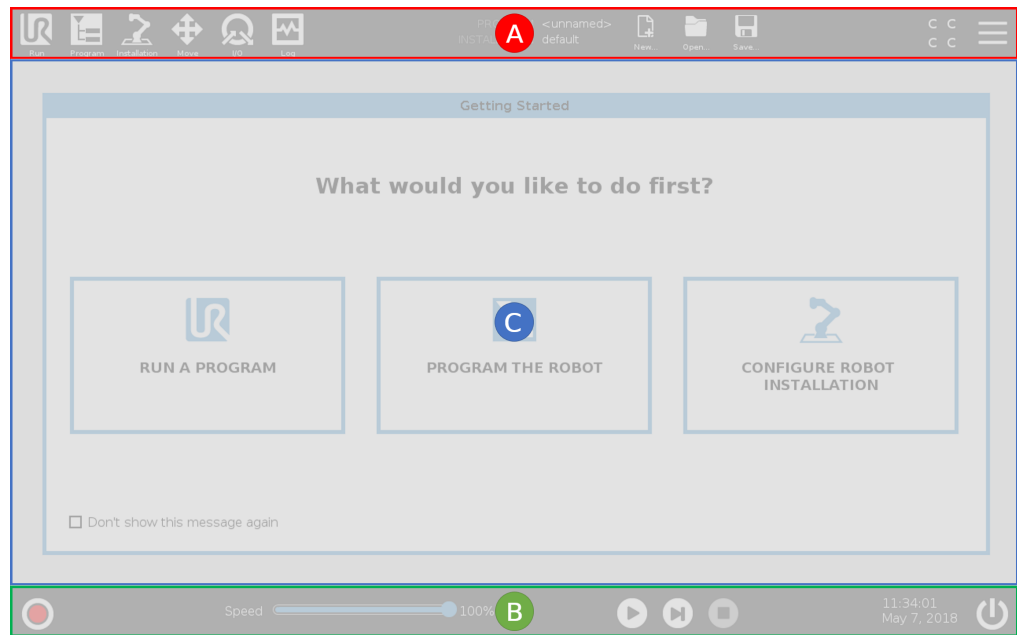 <unnamed>
A
default
Run Program Installation Move I/O Log New... Open... Save...
C C
C C
Getting Started
What would you like to do first?
C
RUN A PROGRAM
PROGRAM THE ROBOT
CONFIGURE ROBOT
INSTALLATION
Don't show this message again
Speed 100% B
11:34:01
May 7, 2018